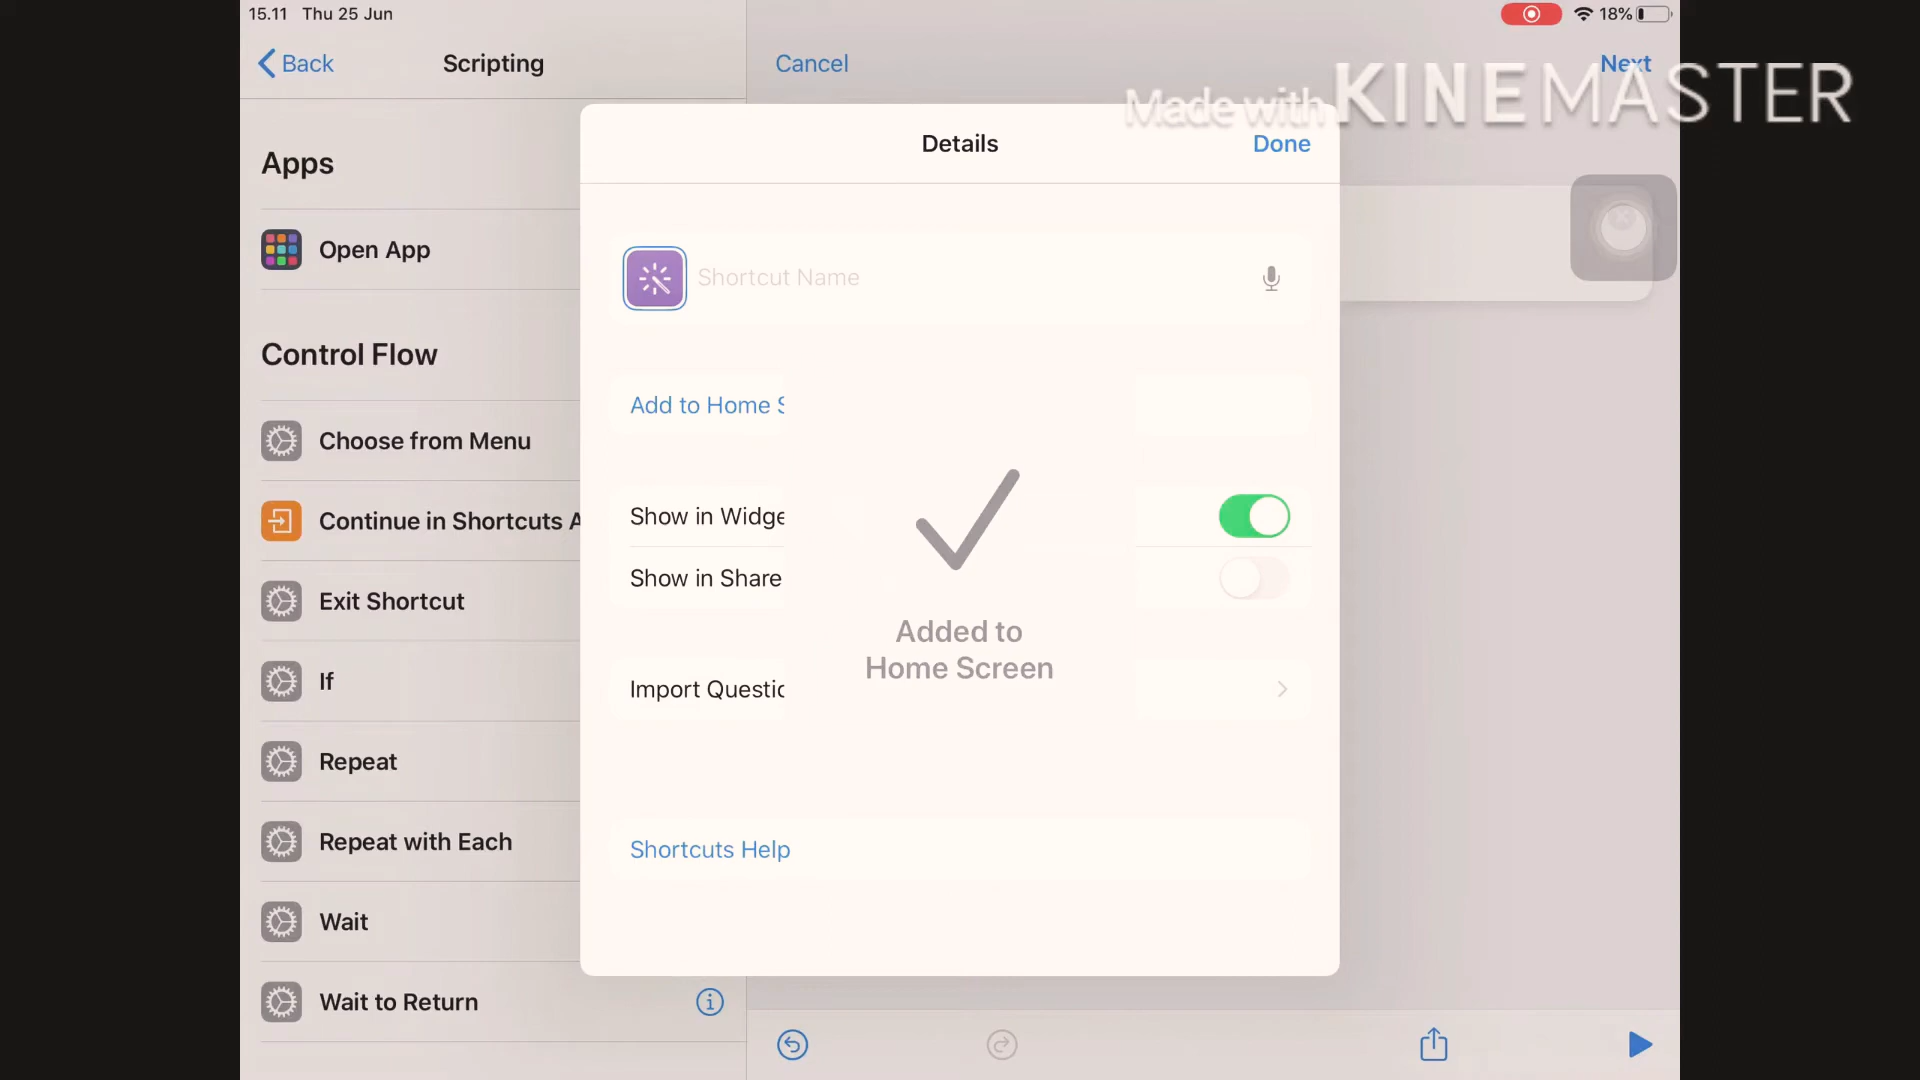 15.11 Thu 25 Jun
18%
Back
Scripting
Cancel
Next
Made with KINEMASTER
Details
Done
Apps
Open App
Shortcut Name
Control Flow
Add to Home S
Choose from Menu
Show in Widge
Continue in Shortcuts A
Show in Share
Exit Shortcut
Added to
Home Screen
If
Import Questio
Repeat
Repeat with Each
Shortcuts Help
Wait
Wait to Return